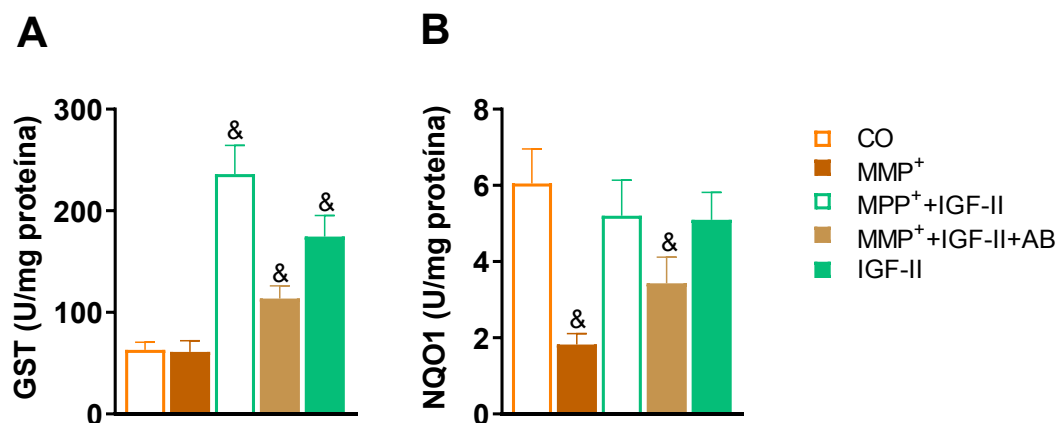 A
B
GST (U/mg proteína)
300
200
100
0
&
&
&
NQO1 (U/mg proteína)
8
6
4
2
0
&
&
CO
MMP⁺
MPP⁺+IGF-II
MMP⁺+IGF-II+AB
IGF-II